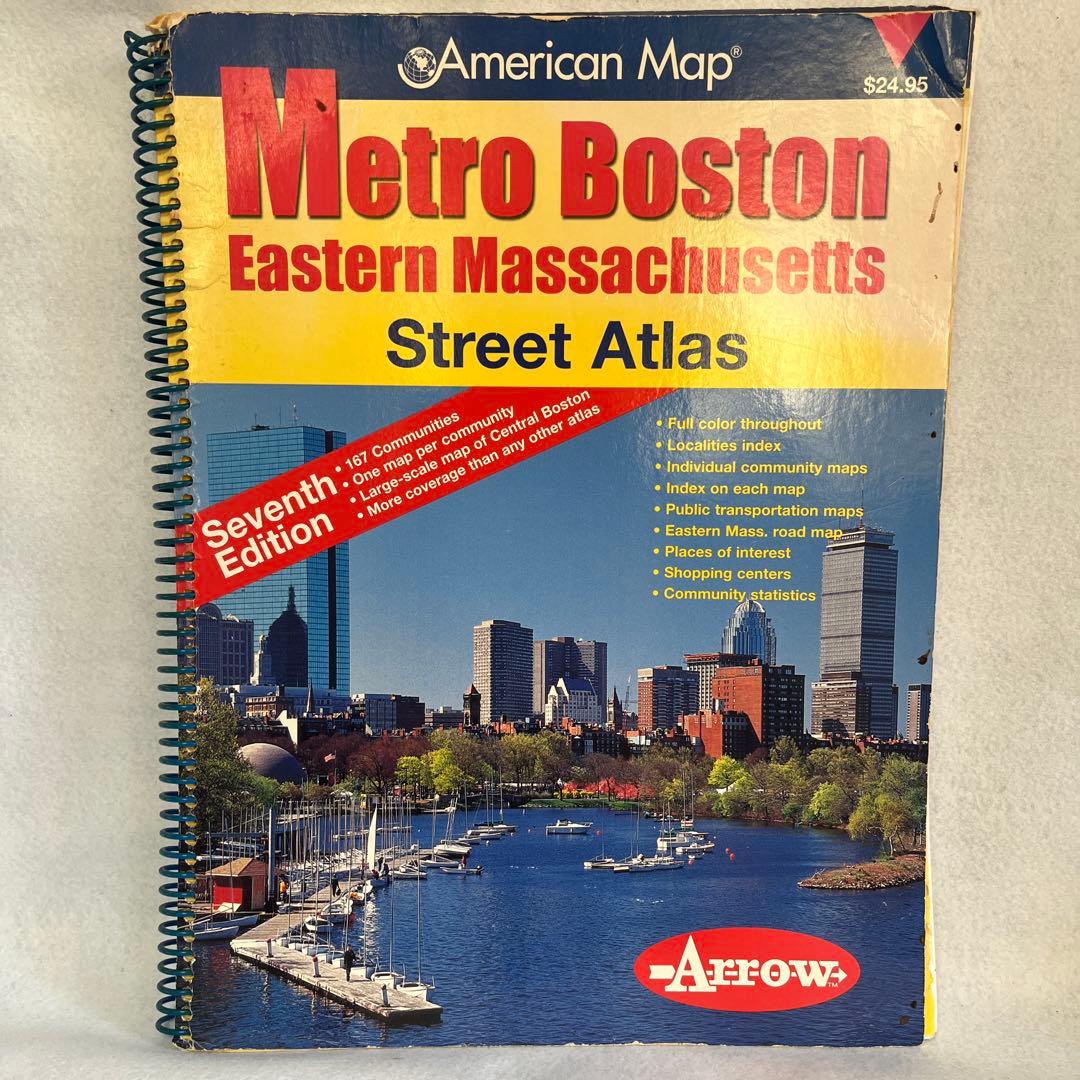 American Map®
$24.95
Metro Boston
Eastern Massachusetts
Street Atlas
Seventh
Edition
• 167 Communities
• One map per community
• Large-scale map of Central Boston
• More coverage than any other atlas
• Full color throughout
• Localities index
• Individual community maps
• Index on each map
• Public transportation maps
• Eastern Mass. road map
• Places of interest
• Shopping centers
• Community statistics
Arrow™